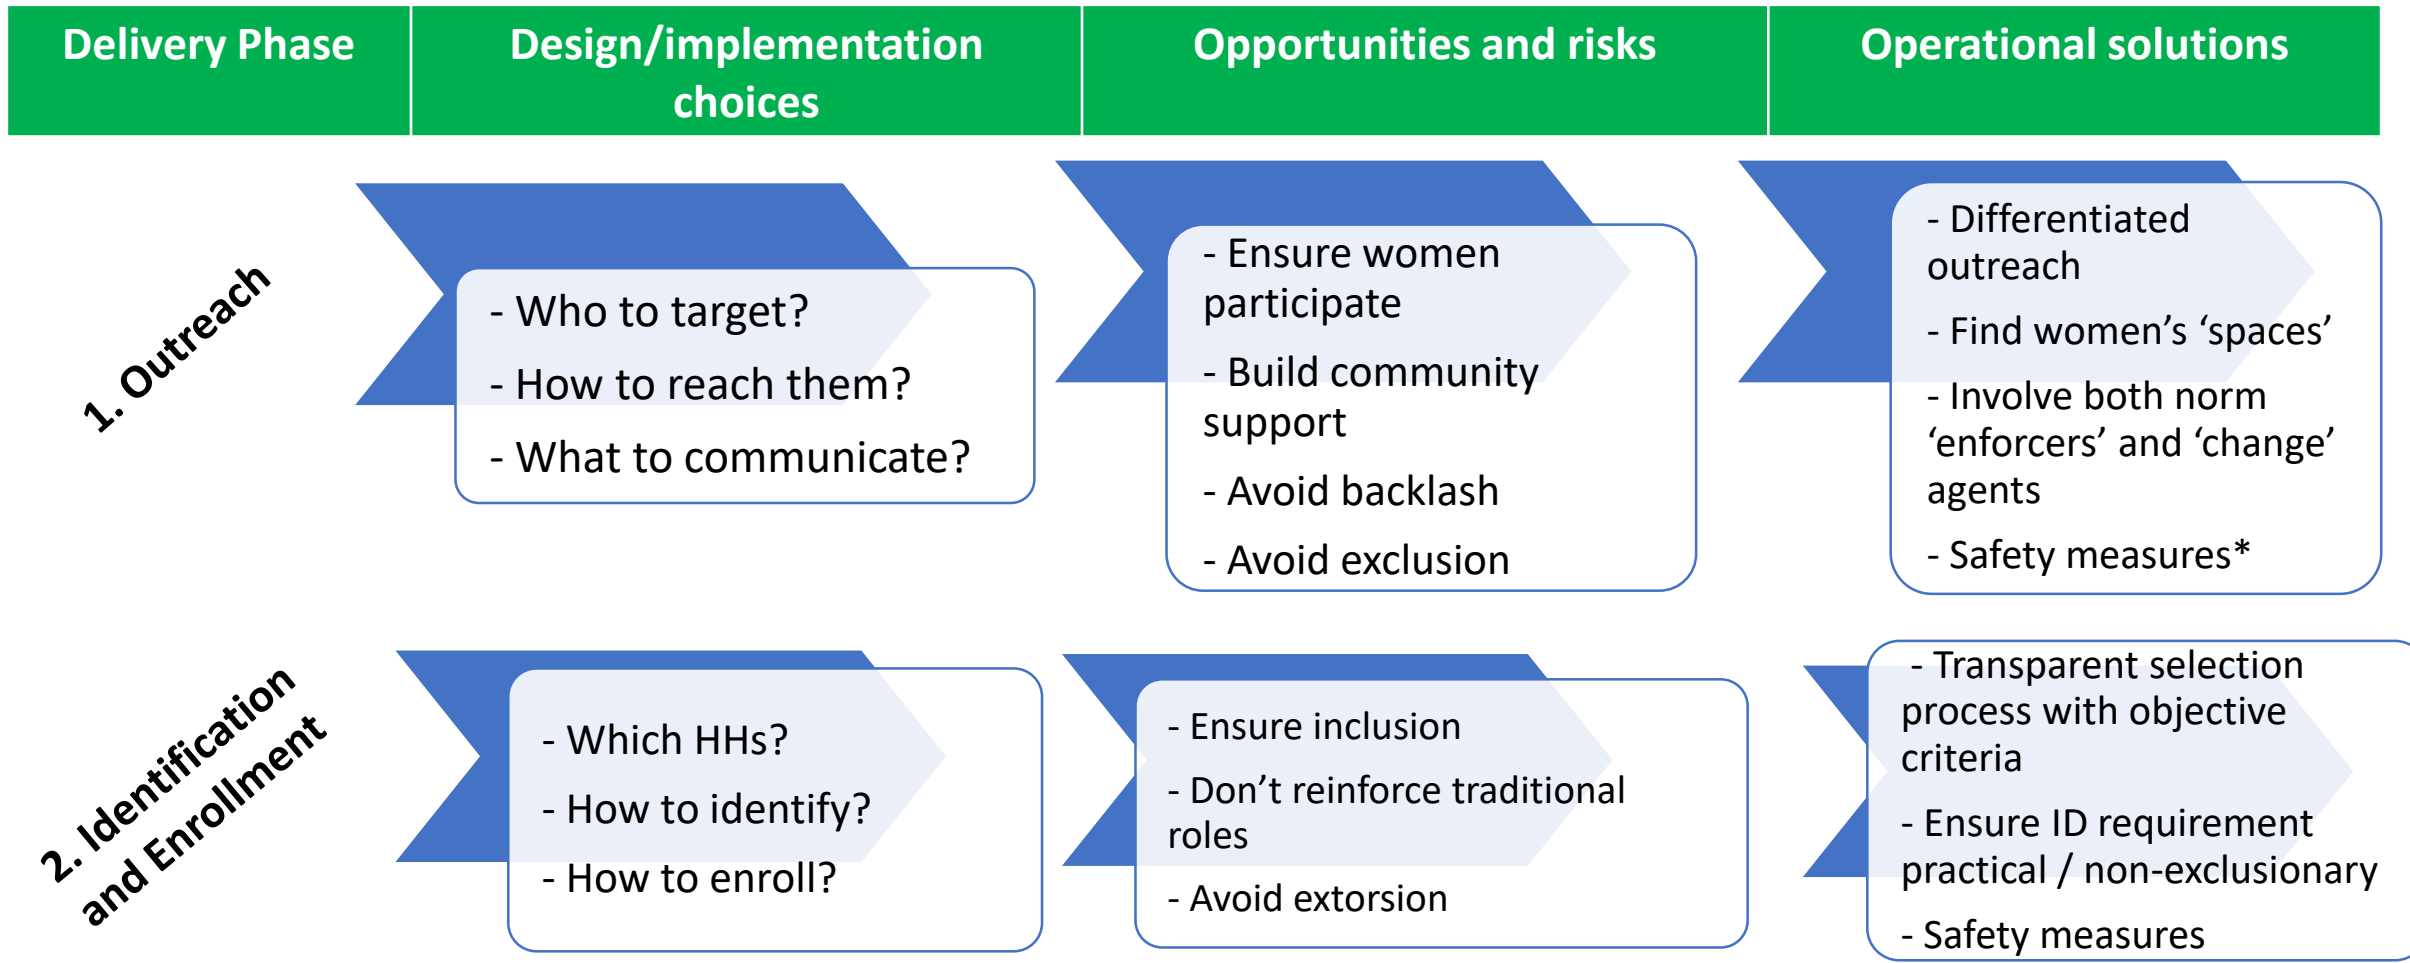 Delivery Phase
Design/implementation
choices
Opportunities and risks
Operational solutions
1. Outreach
- Who to target?
- How to reach them?
- What to communicate?
- Ensure women
participate
- Build community
support
- Avoid backlash
- Avoid exclusion
- Differentiated
outreach
- Find women’s ‘spaces’
- Involve both norm
‘enforcers’ and ‘change’
agents
- Safety measures*
2. Identification
and Enrollment
- Which HHs?
- How to identify?
- How to enroll?
- Ensure inclusion
- Don’t reinforce traditional
roles
- Avoid extorsion
- Transparent selection
process with objective
criteria
- Ensure ID requirement
practical / non-exclusionary
- Safety measures